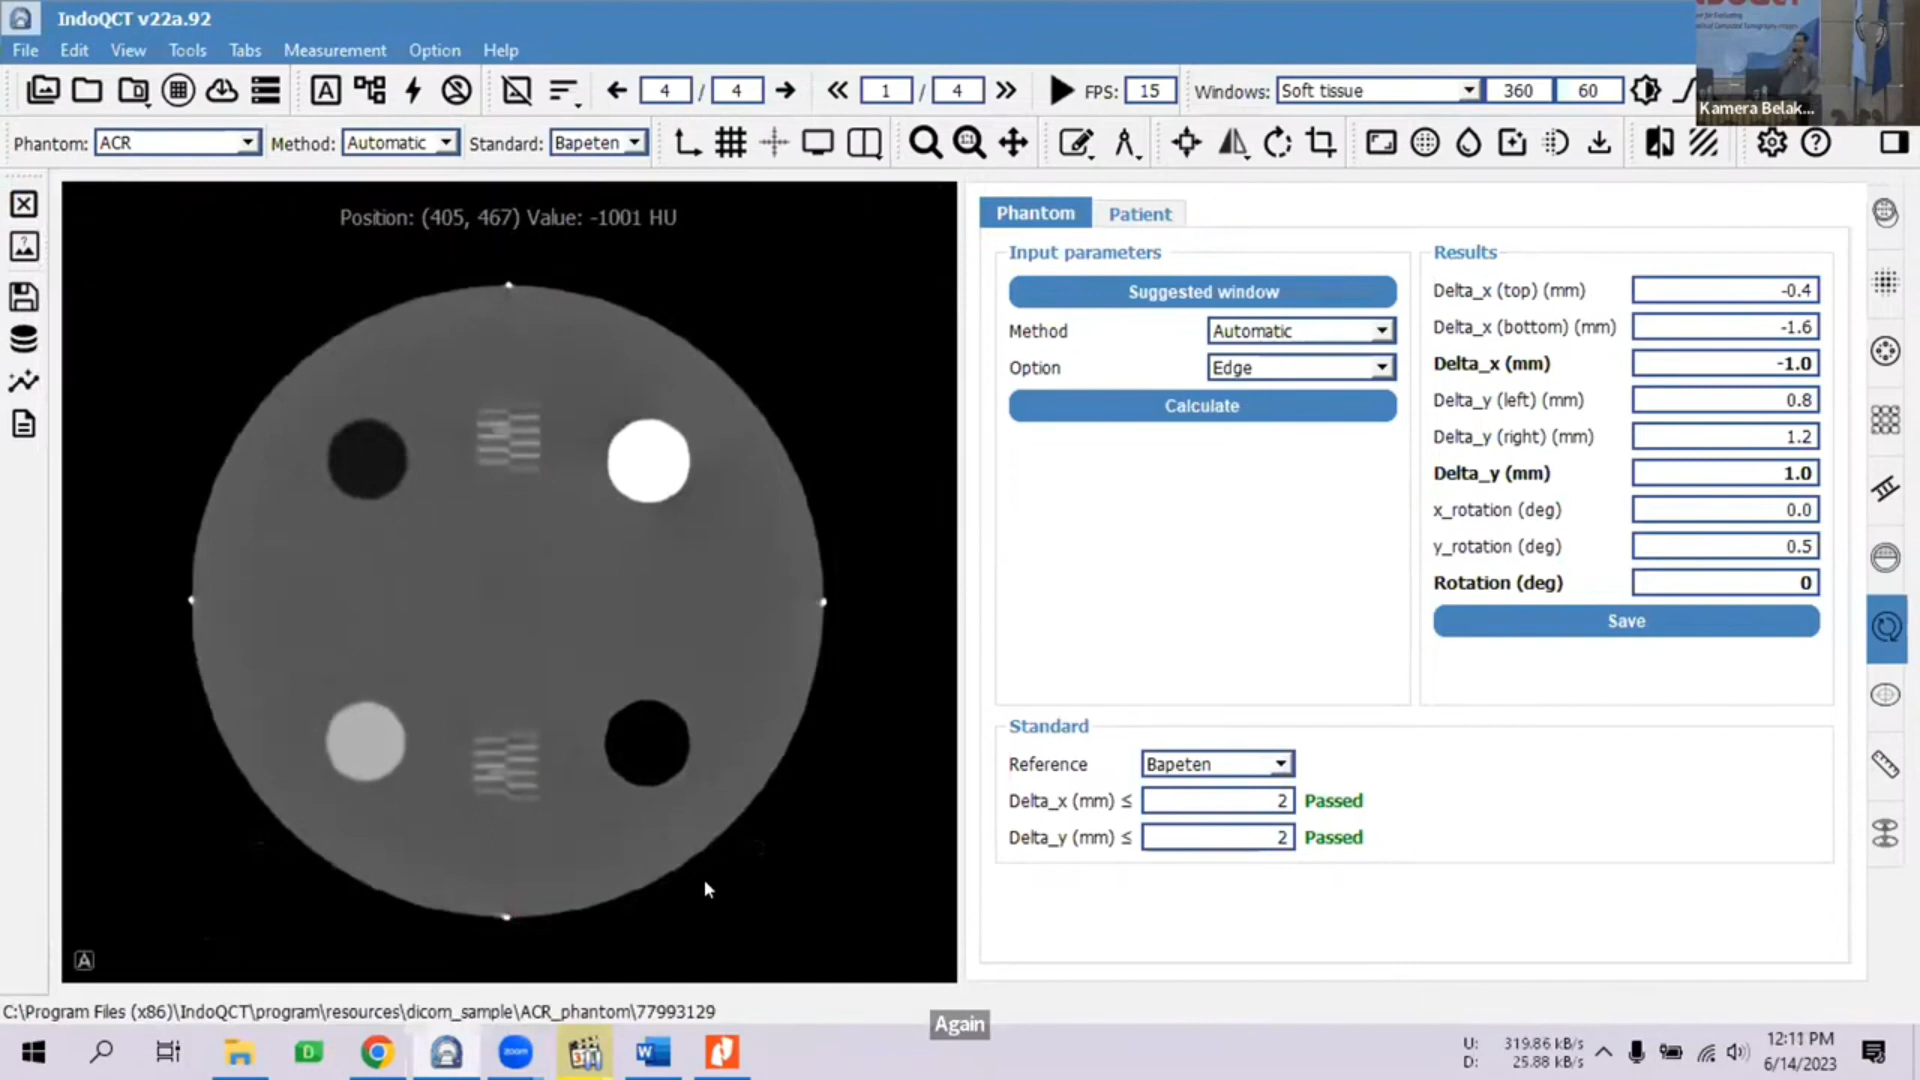 IndoQCT v22a.92
File Edit View Tools Tabs Measurement Option Help
4 / 4 1 / 4 FPS: 15 Windows: Soft tissue 360 60
Kamera Belak...
Phantom: ACR Method: Automatic Standard: Bapeten
Position: (405, 467) Value: -1001 HU
A
Phantom Patient
Input parameters
Suggested window
Method Automatic
Option Edge
Calculate
Results
Delta_x (top) (mm) -0.4
Delta_x (bottom) (mm) -1.6
Delta_x (mm) -1.0
Delta_y (left) (mm) 0.8
Delta_y (right) (mm) 1.2
Delta_y (mm) 1.0
x_rotation (deg) 0.0
y_rotation (deg) 0.5
Rotation (deg) 0
Save
Standard
Reference Bapeten
Delta_x (mm) ≤ 2 Passed
Delta_y (mm) ≤ 2 Passed
C:\Program Files (x86)\IndoQCT\program\resources\dicom_sample\ACR_phantom\77993129
Again
U: 319.86 kB/s
D: 25.88 kB/s
12:11 PM
6/14/2023